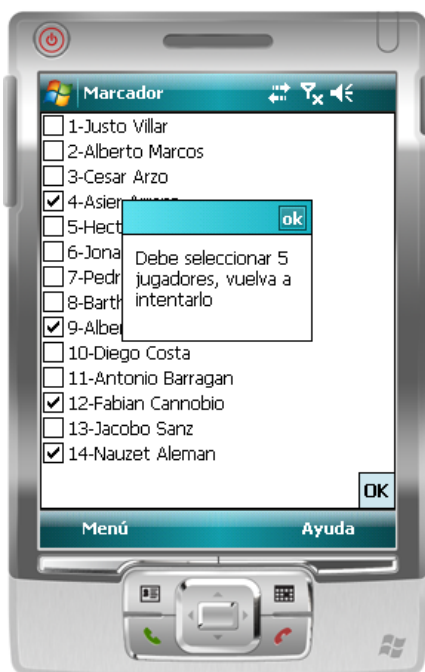 Marcador
1-Justo Villar
2-Alberto Marcos
3-Cesar Arzo
4-Asier
5-Hect
6-Jona
7-Pedr
8-Barth
9-Alber
ok
Debe seleccionar 5
jugadores, vuelva a
intentarlo
10-Diego Costa
11-Antonio Barragan
12-Fabian Cannobio
13-Jacobo Sanz
14-Nauzet Aleman
OK
Menú Ayuda